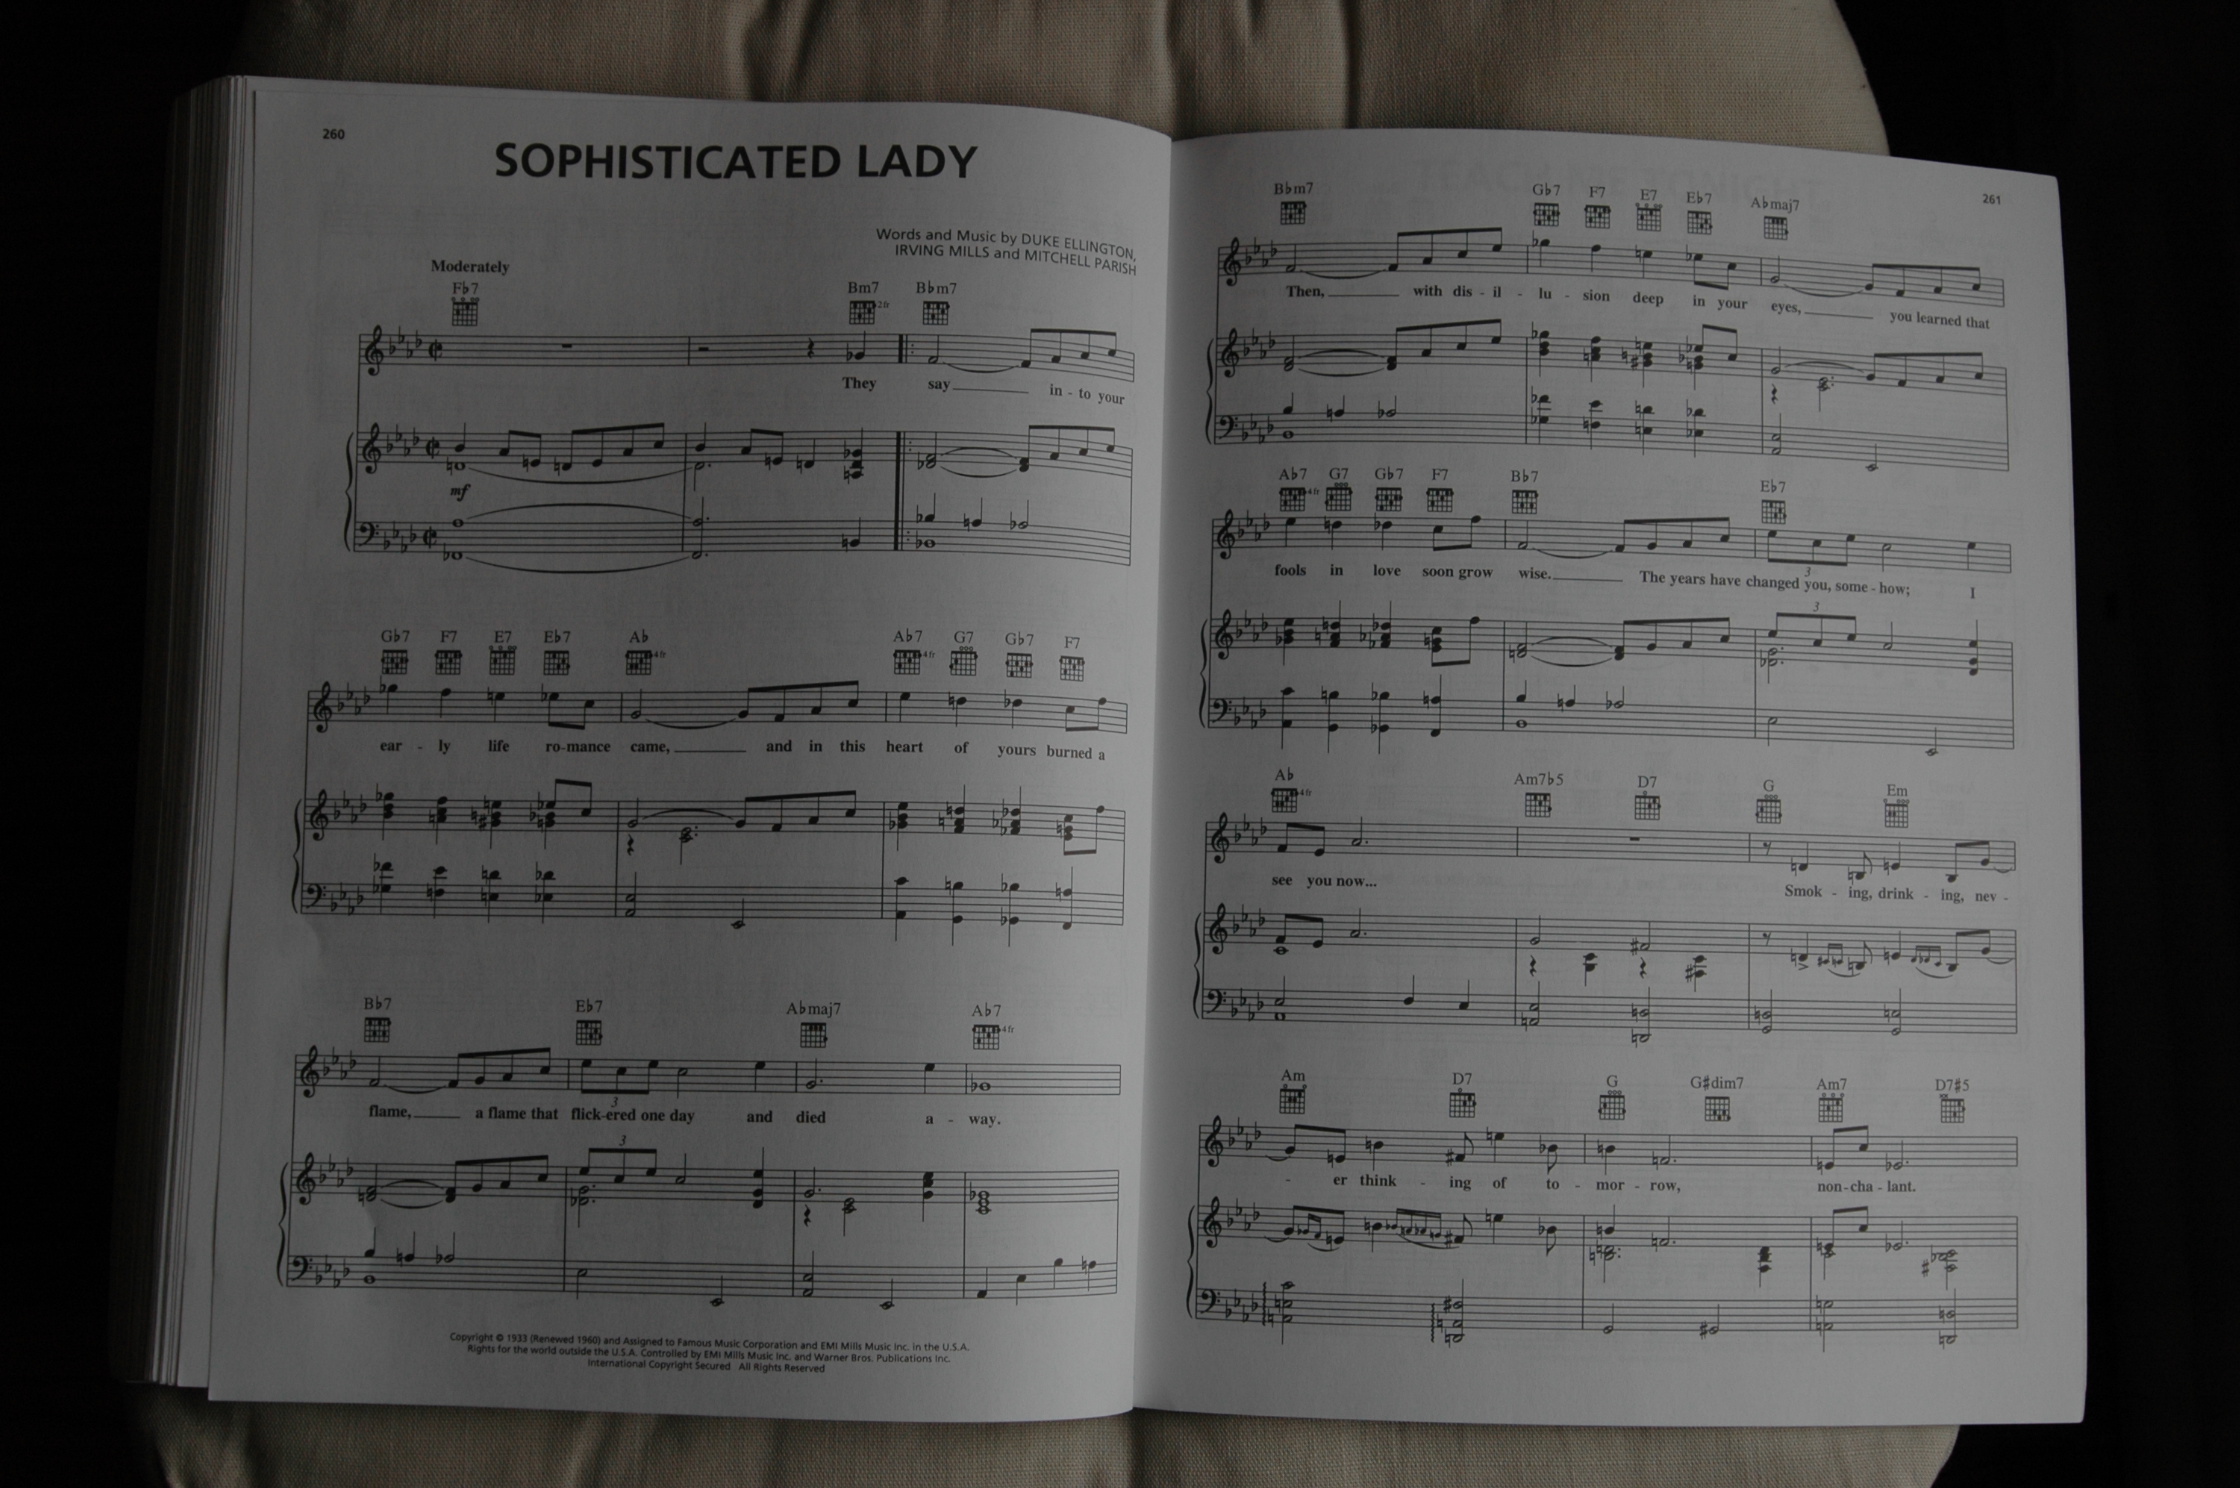 260
SOPHISTICATED LADY
Words and Music by DUKE ELLINGTON,
IRVING MILLS and MITCHELL PARISH
Moderately
F♭7 Bm7 B♭m7
2fr
They say in - to your
mf
G♭7 F7 E7 E♭7 A♭ A♭7 G7 G♭7 F7
4fr 4fr
ear - ly life ro-mance came, and in this heart of yours burned a
B♭7 E♭7 A♭maj7 A♭7
4fr
flame, a flame that flick-ered one day and died a - way.
3
3
Copyright © 1933 (Renewed 1960) and Assigned to Famous Music Corporation and EMI Mills Music Inc. in the U.S.A.
Rights for the world outside the U.S.A. Controlled by EMI Mills Music Inc. and Warner Bros. Publications Inc.
International Copyright Secured All Rights Reserved
261
B♭m7 G♭7 F7 E7 E♭7 A♭maj7
Then, with dis - il - lu - sion deep in your eyes, you learned that
A♭7 G7 G♭7 F7 B♭7 E♭7
4fr
3
fools in love soon grow wise. The years have changed you, some - how; I
3
A♭ Am7♭5 D7 G Em
4fr
see you now... Smok - ing, drink - ing, nev -
Am D7 G G♯dim7 Am7 D7♯5
- er think - ing of to - mor - row, non-cha - lant.